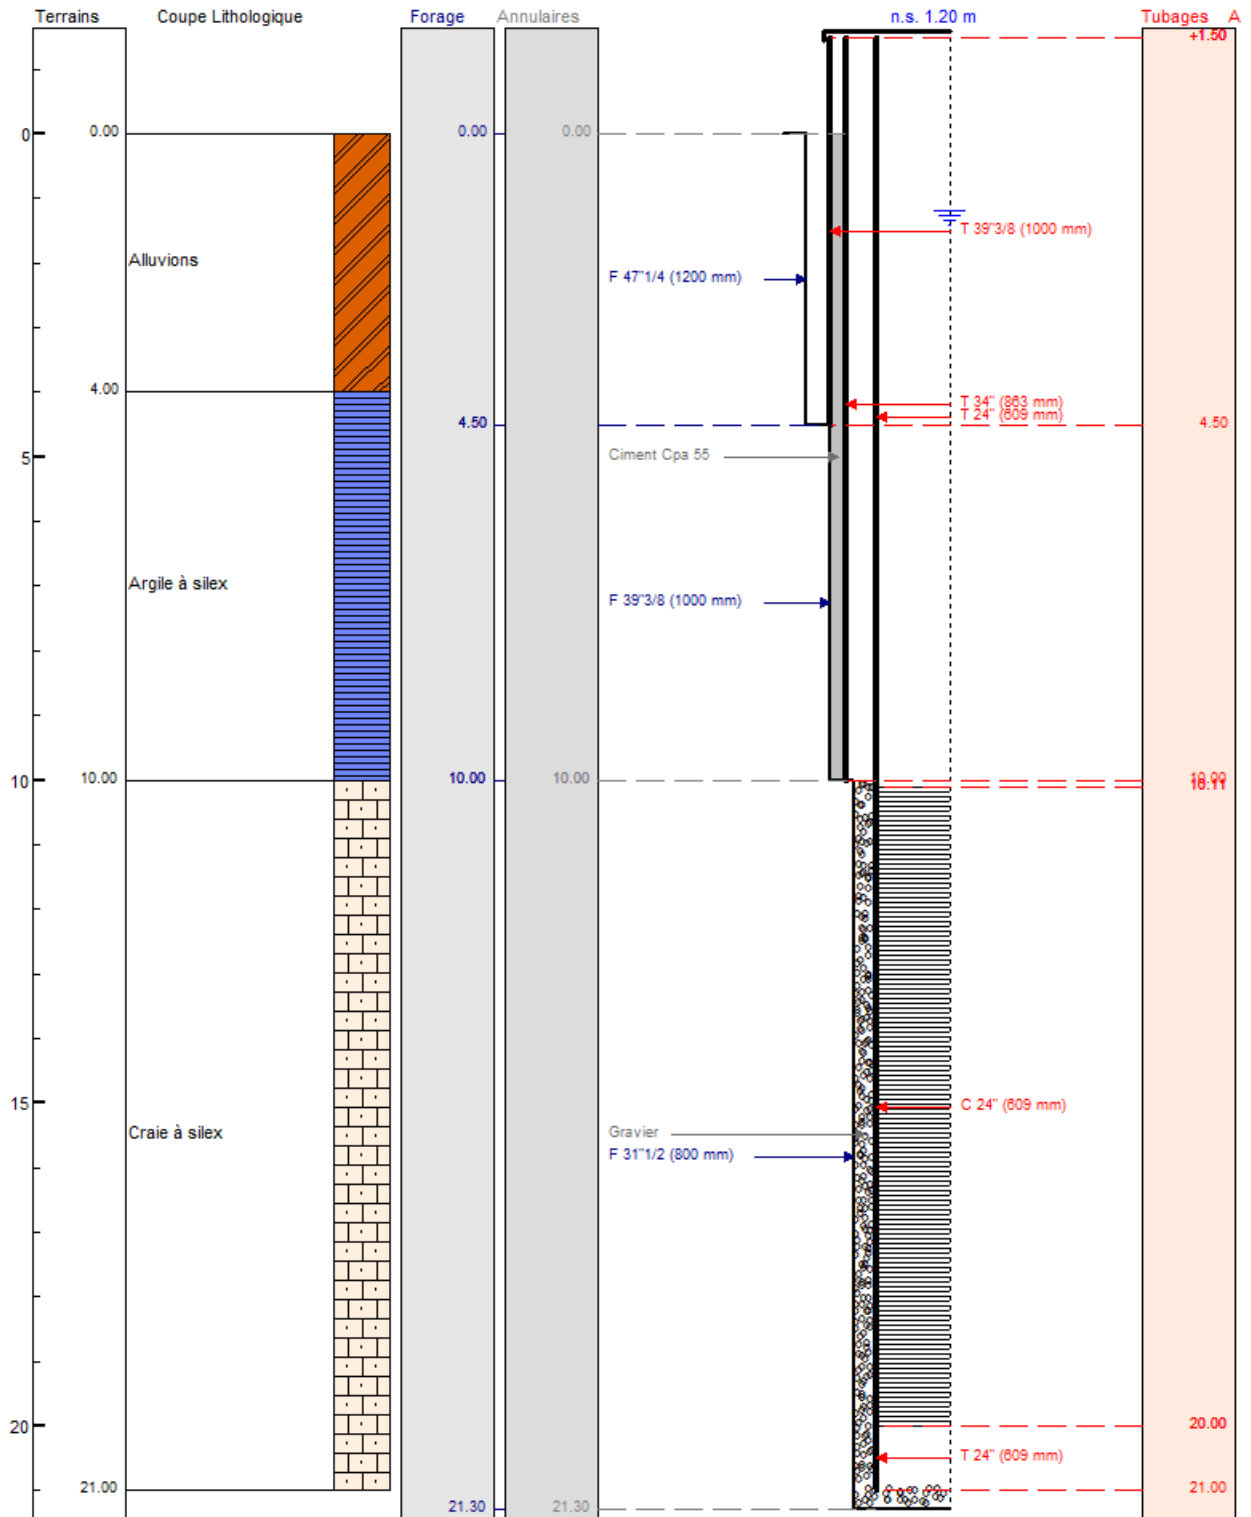 Terrains Coupe Lithologique Forage Annulaires n.s. 1.20 m Tubages A
+1.50
0 0.00 0.00 0.00
T 39"3/8 (1000 mm)
Alluvions
F 47"1/4 (1200 mm)
4.00
T 34" (863 mm)
T 24" (609 mm)
4.50 4.50
5 Ciment Cpa 55
Argile à silex
F 39"3/8 (1000 mm)
10 10.00 10.00 10.00 10.00
10.11
15 C 24" (609 mm)
Craie à silex Gravier
F 31"1/2 (800 mm)
20 20.00
T 24" (609 mm)
21.00 21.00
21.30 21.30